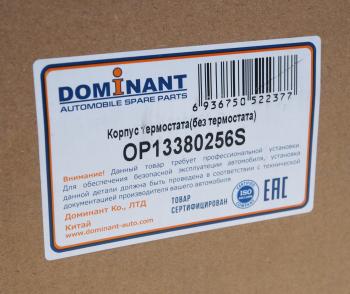 DOMiNANT
AUTOMOBILE SPARE PARTS
6 936750 522377
Корпус термостата(без термостата)
OP13380256S
Внимание! Данный товар требует профессиональной установки
Для обеспечения безопасной эксплуатации автомобиля, установка
данной детали должна быть проведена в соответствии с технической
документацией производителя вашего автомобиля
Доминант Ко., ЛТД
Китай
www.dominant-auto.com
ТОВАР
СЕРТИФИЦИРОВАН
ISO
EAC